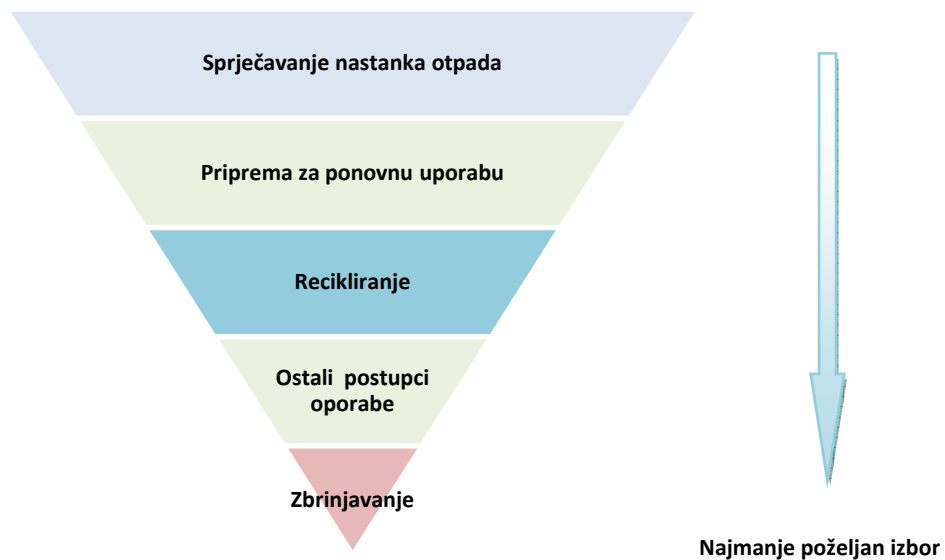 Sprječavanje nastanka otpada
Priprema za ponovnu uporabu
Recikliranje
Ostali postupci
oporabe
Zbrinjavanje
Najmanje poželjan izbor